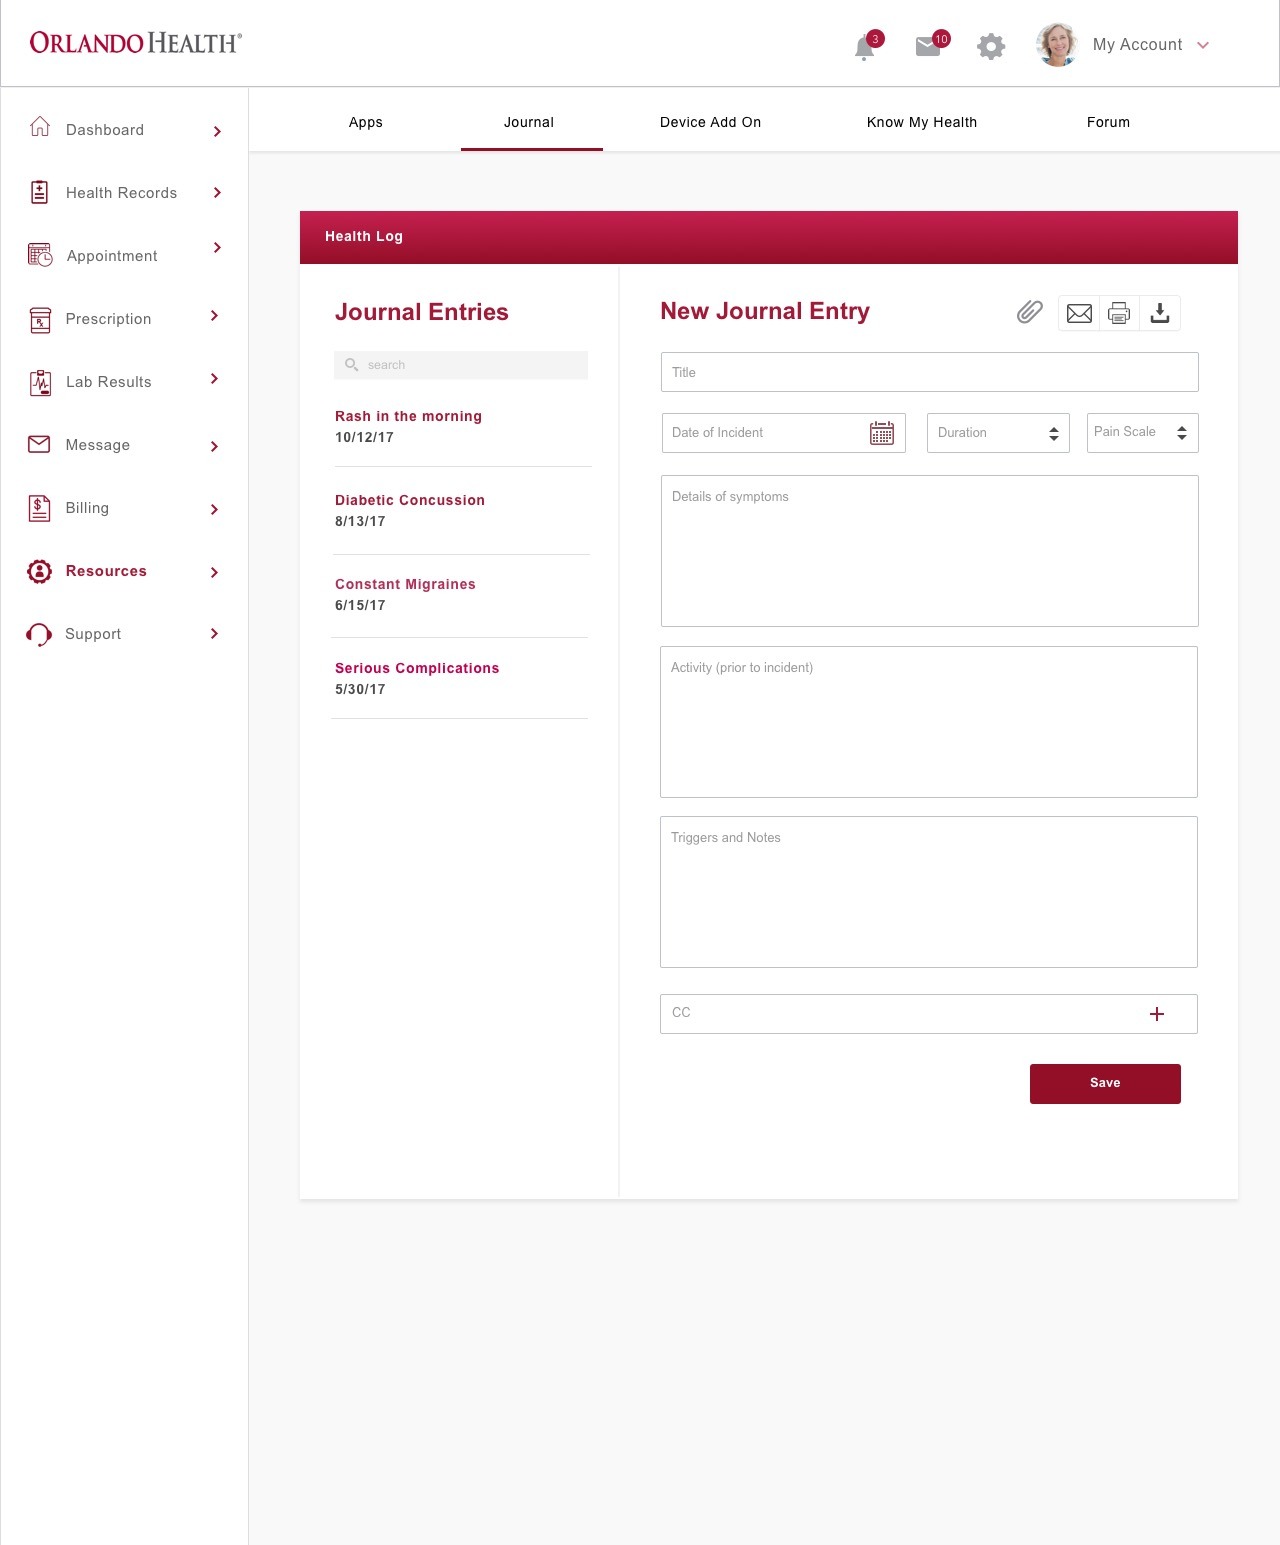 ORLANDO HEALTH®
3
10
My Account
Dashboard
Health Records
Appointment
Prescription
Lab Results
Message
Billing
Resources
Support
Apps
Journal
Device Add On
Know My Health
Forum
Health Log
Journal Entries
search
Rash in the morning
10/12/17
Diabetic Concussion
8/13/17
Constant Migraines
6/15/17
Serious Complications
5/30/17
New Journal Entry
Title
Date of Incident
Duration
Pain Scale
Details of symptoms
Activity (prior to incident)
Triggers and Notes
CC
Save